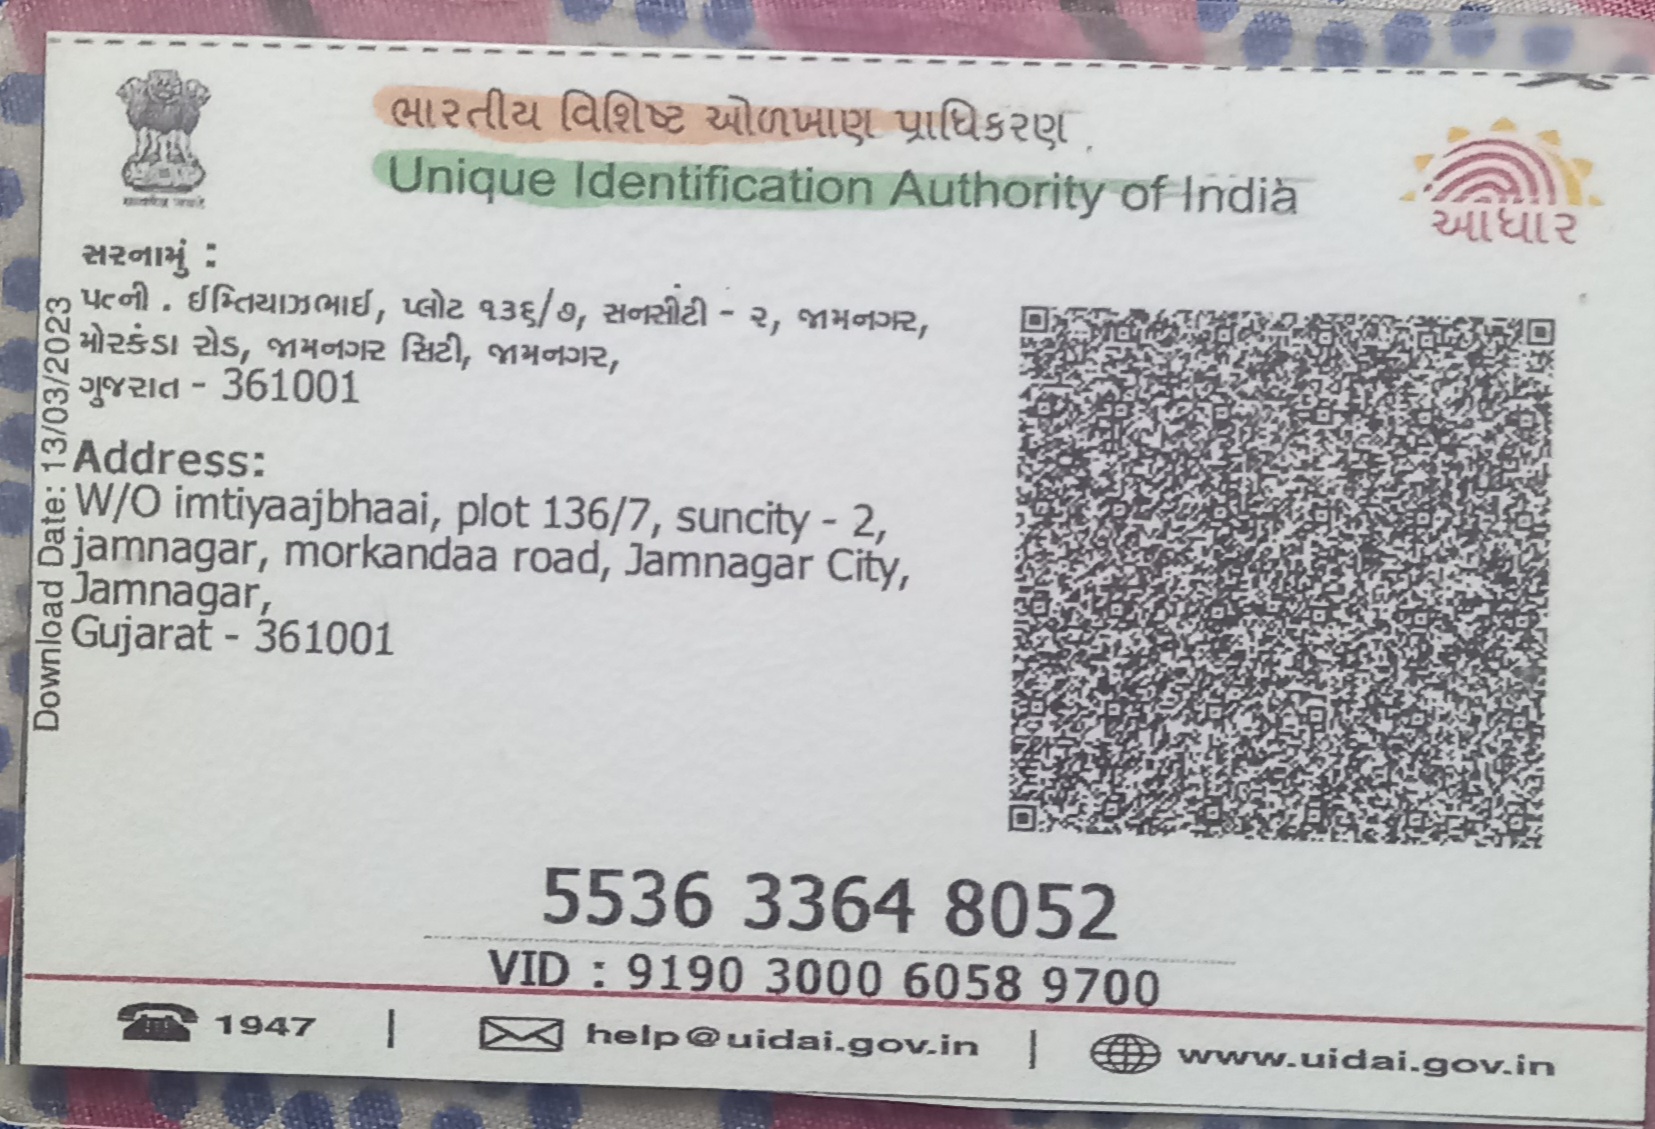 ભારતીય વિશિષ્ટ ઓળખાણ પ્રાધિકરણ
Unique Identification Authority of India
આધાર
સરનામું :
પત્ની . ઈમ્તિયાઝભાઈ, પ્લોટ ૧૩૬/૭, સનસીટી - ૨, જામનગર,
મોરકંડા રોડ, જામનગર સિટી, જામનગર,
ગુજરાત - 361001
Address:
W/O imtiyaajbhaai, plot 136/7, suncity - 2,
jamnagar, morkandaa road, Jamnagar City,
Jamnagar,
Gujarat - 361001
Download Date: 13/03/2023
5536 3364 8052
VID : 9190 3000 6058 9700
1947 | help@uidai.gov.in | www.uidai.gov.in